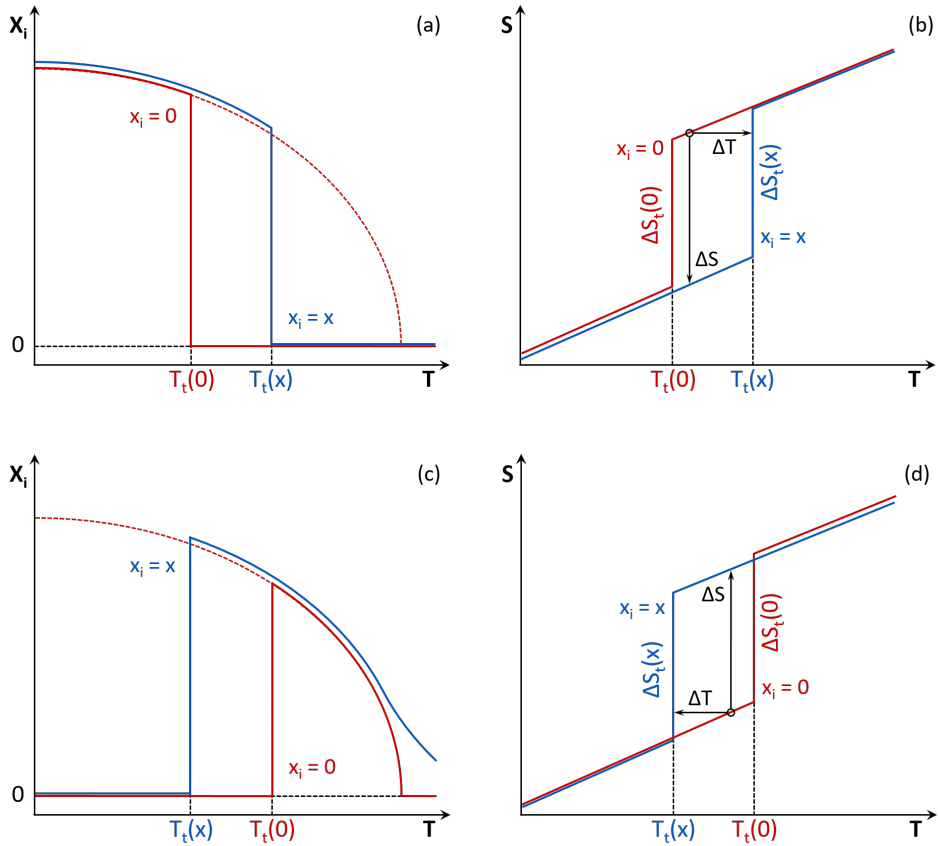 Xᵢ
(a)
xᵢ = 0
xᵢ = x
0
Tₜ(0)
Tₜ(x)
T
S
(b)
xᵢ = 0
ΔT
ΔSₜ(0)
ΔSₜ(x)
xᵢ = x
ΔS
Tₜ(0)
Tₜ(x)
T
Xᵢ
(c)
xᵢ = x
xᵢ = 0
0
Tₜ(x)
Tₜ(0)
T
S
(d)
ΔS
xᵢ = x
ΔSₜ(0)
ΔSₜ(x)
ΔT
xᵢ = 0
Tₜ(x)
Tₜ(0)
T